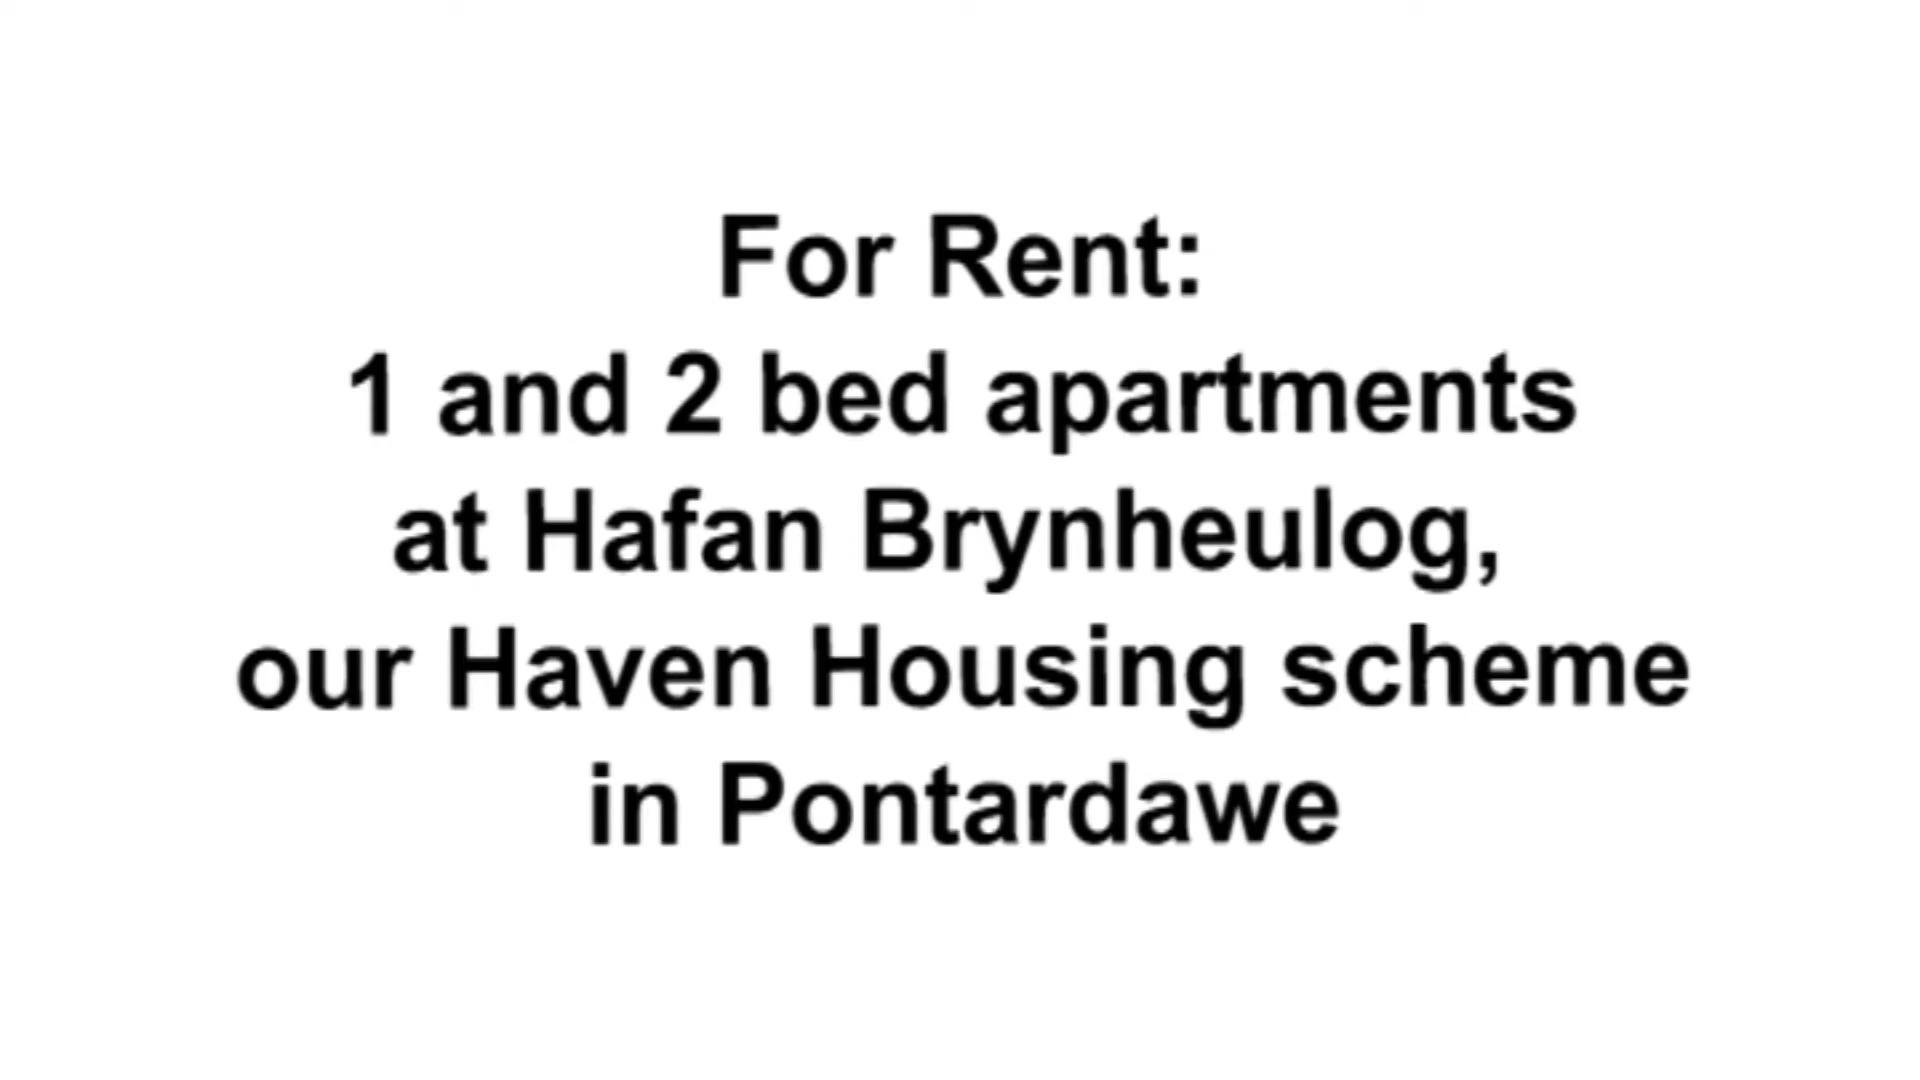 For Rent:
1 and 2 bed apartments
at Hafan Brynheulog,
our Haven Housing scheme
in Pontardawe